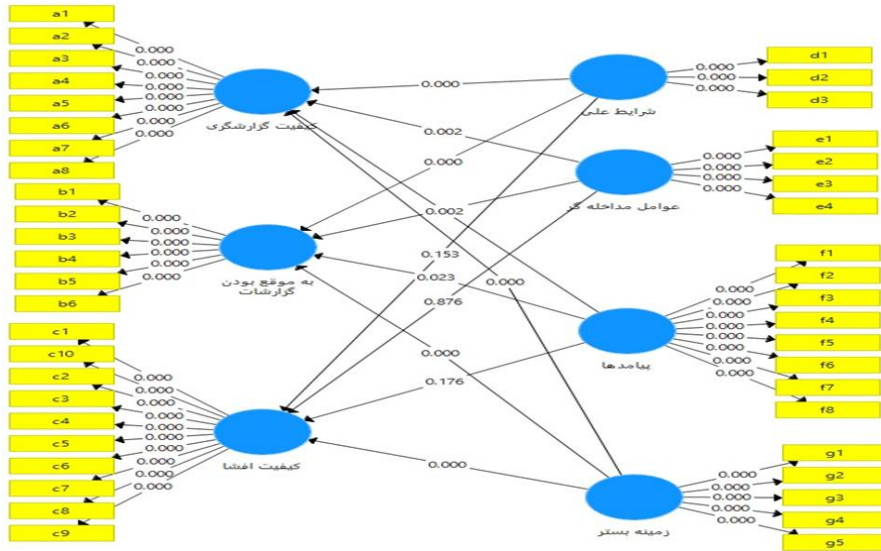 a1
a2
a3
a4
a5
a6
a7
a8
0.000
0.000
0.000
0.000
0.000
0.000
0.000
0.000
کیفیت گزارشگری
b1
b2
b3
b4
b5
b6
0.000
0.000
0.000
0.000
0.000
0.000
به موقع بودن
گزارشات
c1
c10
c2
c3
c4
c5
c6
c7
c8
c9
0.000
0.000
0.000
0.000
0.000
0.000
0.000
0.000
0.000
0.000
کیفیت افشا
0.000
0.002
0.000
0.002
0.153
0.023
0.000
0.876
0.000
0.176
0.000
شرایط علی
0.000
0.000
0.000
d1
d2
d3
عوامل مداخله گر
0.000
0.000
0.000
0.000
e1
e2
e3
e4
پیامدها
0.000
0.000
0.000
0.000
0.000
0.000
0.000
0.000
f1
f2
f3
f4
f5
f6
f7
f8
زمینه بستر
0.000
0.000
0.000
0.000
0.000
g1
g2
g3
g4
g5